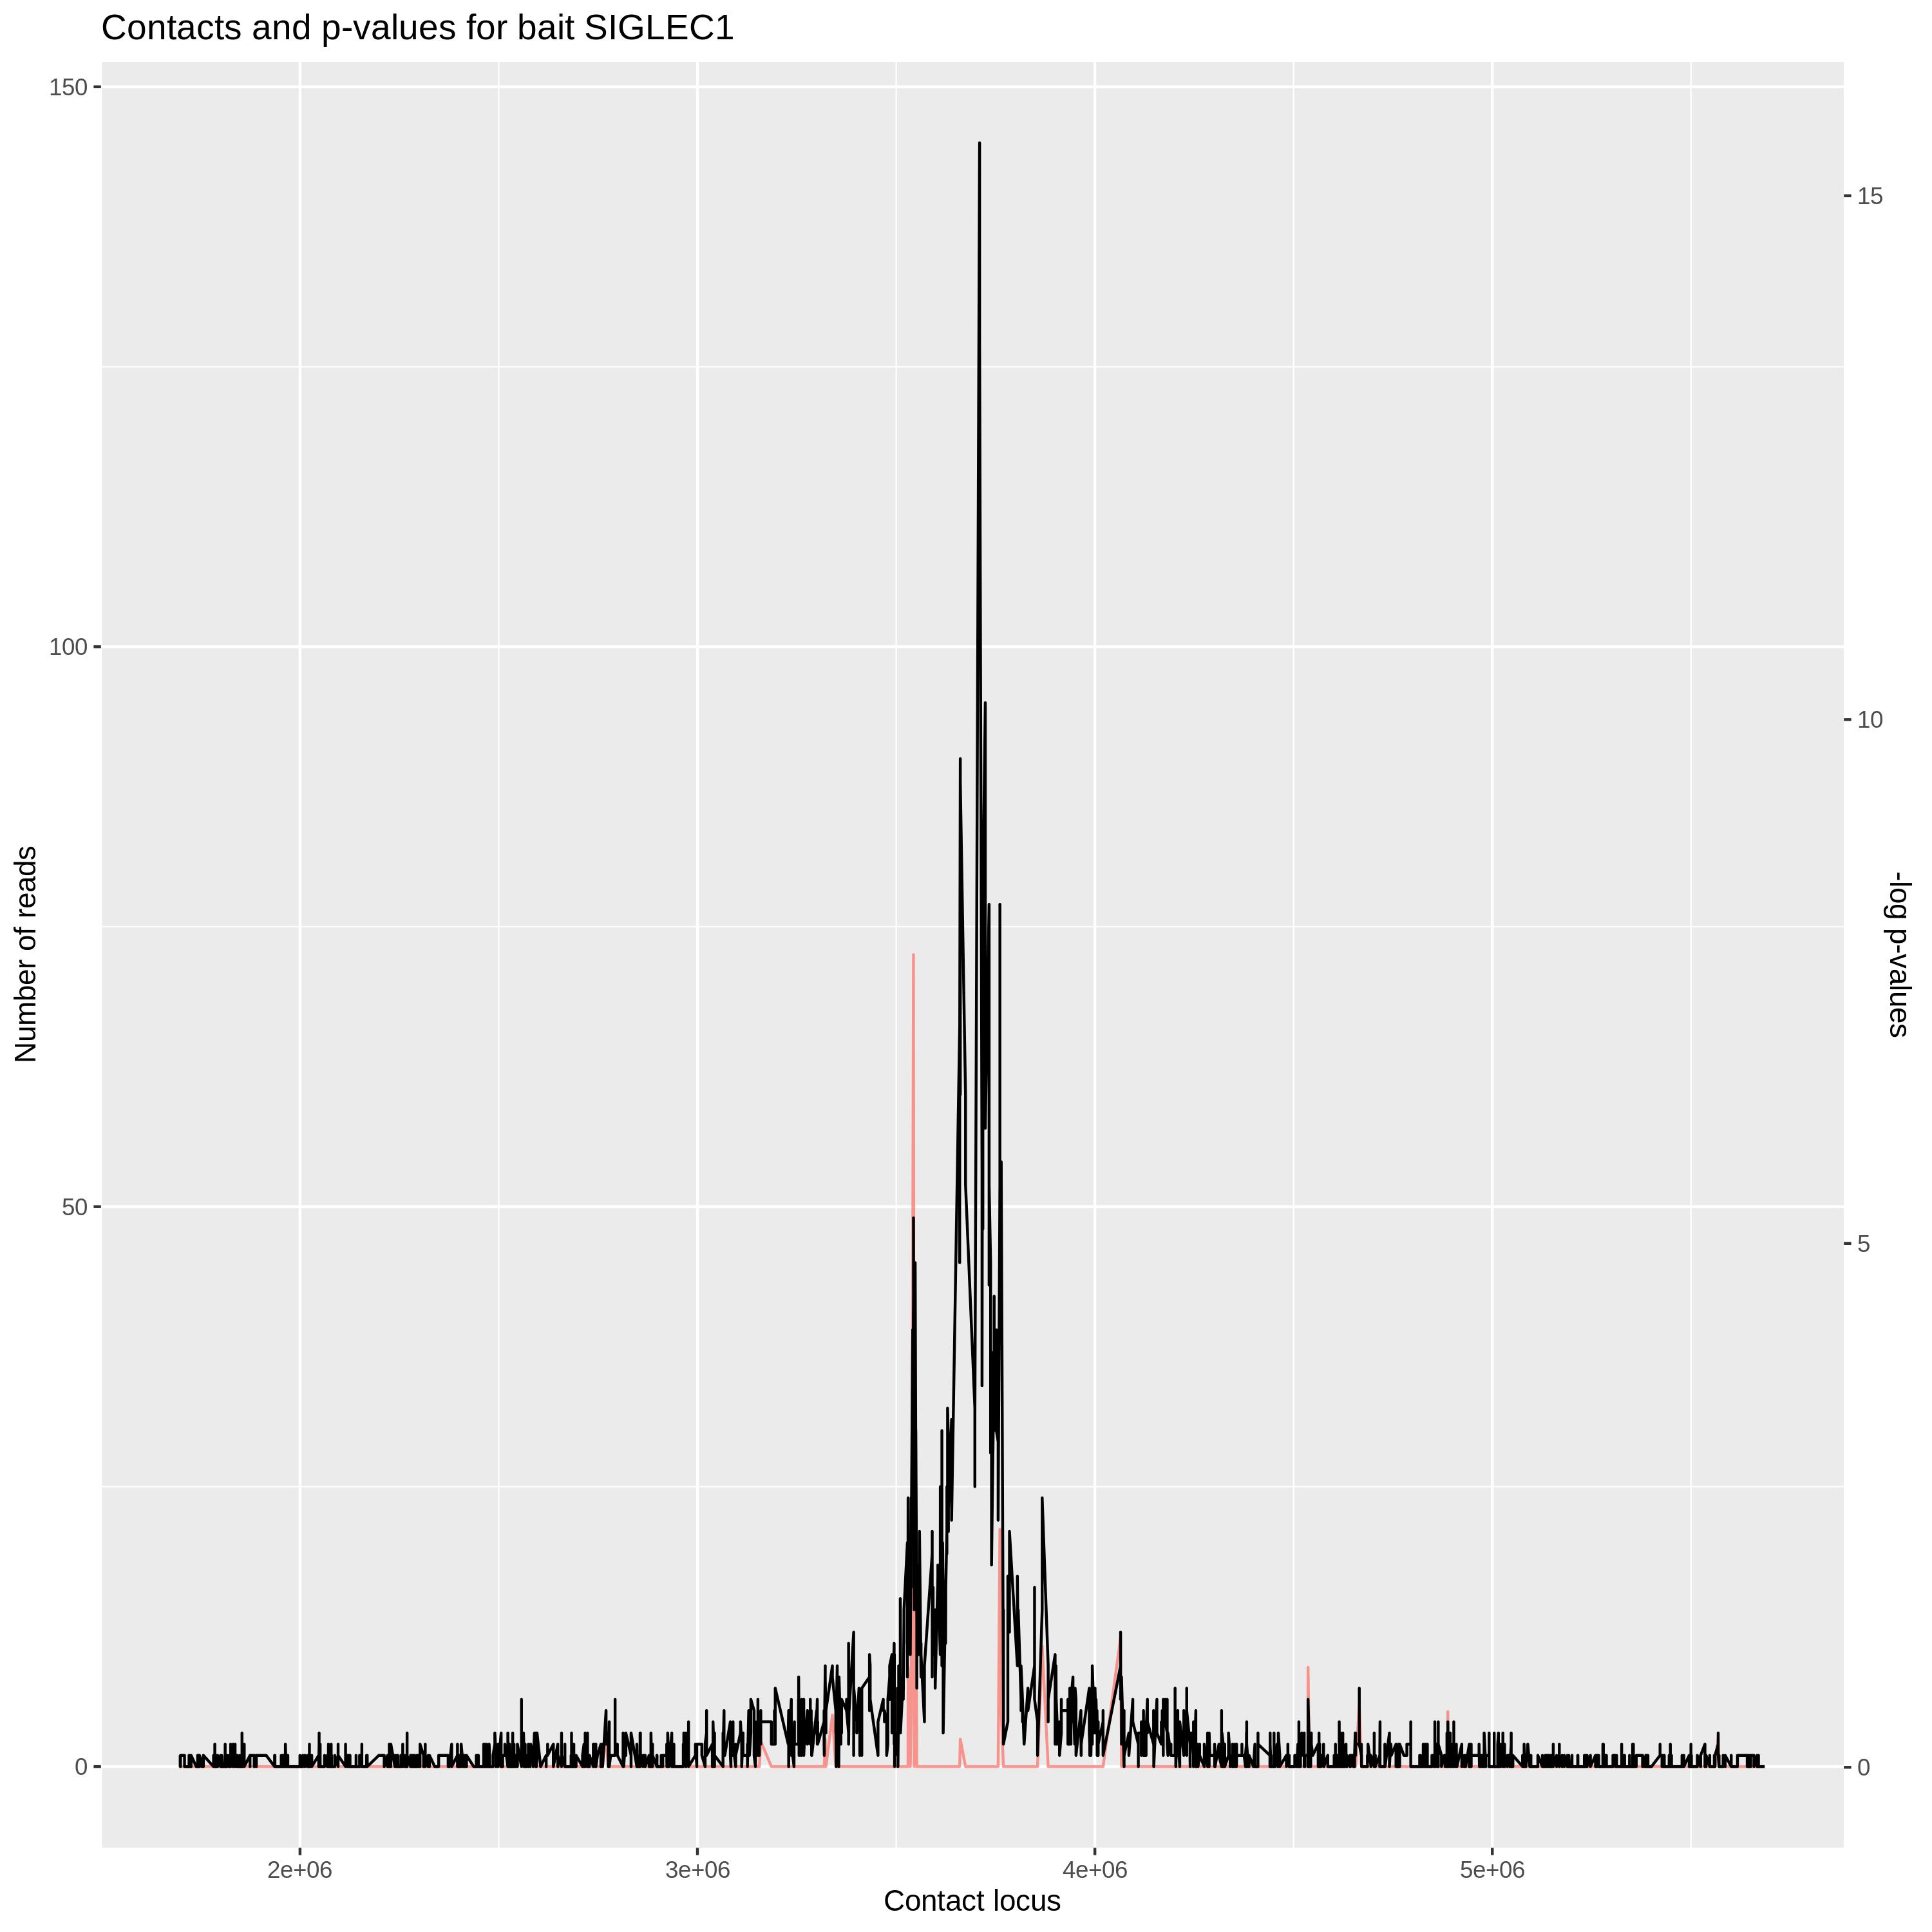 Contacts and p-values for bait SIGLEC1
150
100
50
0
Number of reads
15
10
5
0
-log p-values
2e+06 3e+06 4e+06 5e+06
Contact locus